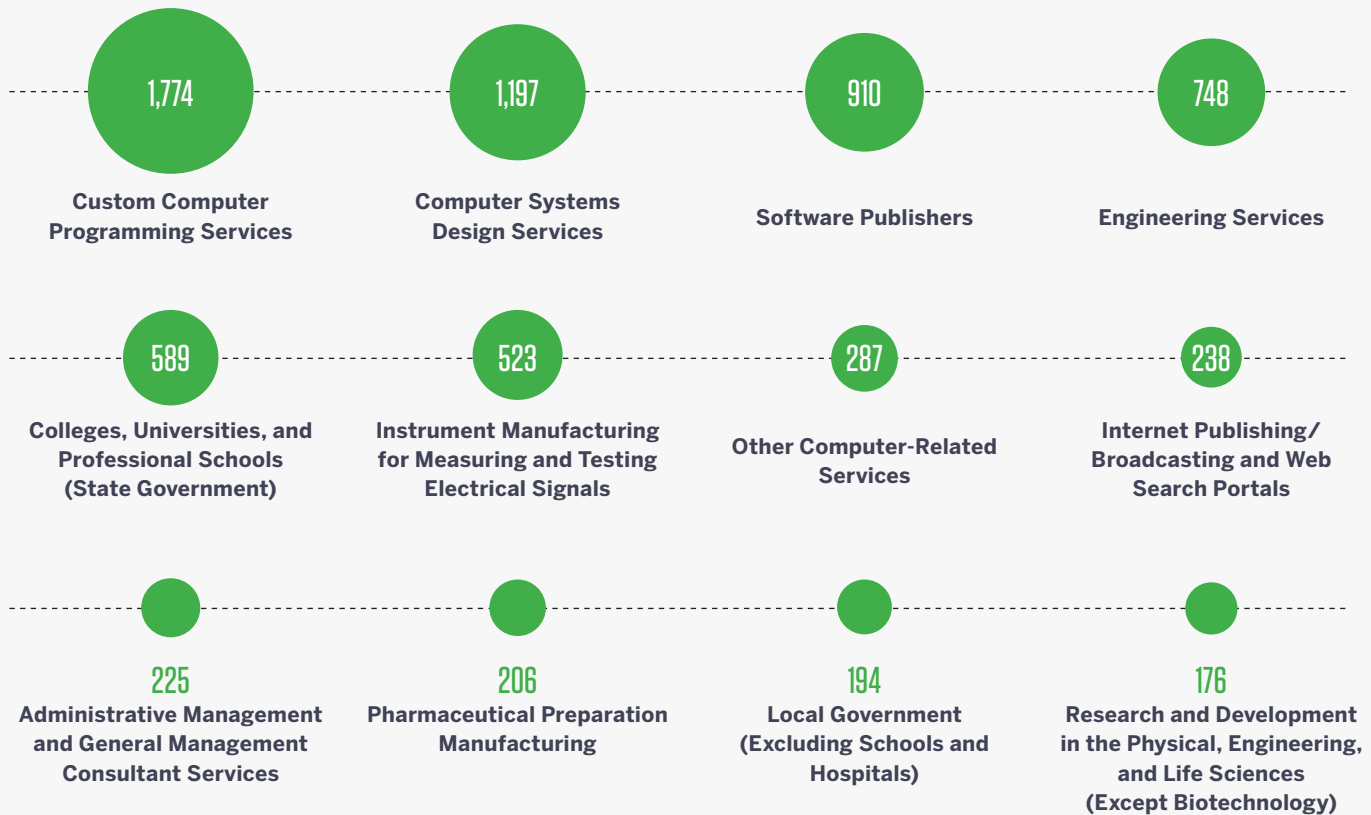 1,774
Custom Computer
Programming Services
1,197
Computer Systems
Design Services
910
Software Publishers
748
Engineering Services
589
Colleges, Universities, and
Professional Schools
(State Government)
523
Instrument Manufacturing
for Measuring and Testing
Electrical Signals
287
Other Computer-Related
Services
238
Internet Publishing/
Broadcasting and Web
Search Portals
225
Administrative Management
and General Management
Consultant Services
206
Pharmaceutical Preparation
Manufacturing
194
Local Government
(Excluding Schools and
Hospitals)
176
Research and Development
in the Physical, Engineering,
and Life Sciences
(Except Biotechnology)